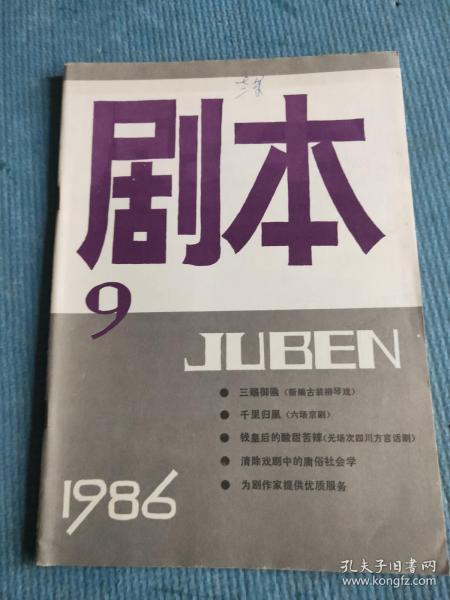 剧本
9
JUBEN
● 三赐御匾（新编古装柳琴戏）
● 千里归凰（六场京剧）
● 钱皇后的酸甜苦辣（无场次四川方言话剧）
● 清除戏剧中的庸俗社会学
● 为剧作家提供优质服务
1986
孔夫子旧书网
www.kongfz.com